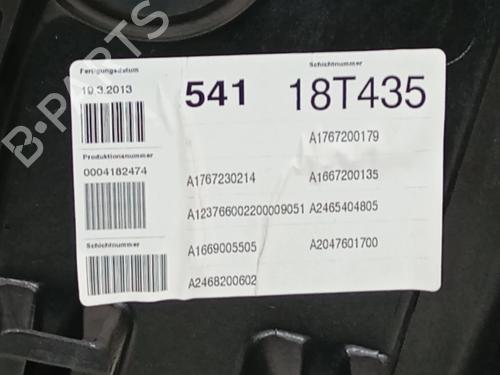 Fertigungsdatum
19.3.2013
541
Schichtnummer
18T435
A1767200179
Produktionsnummer
0004182474
A1767230214
A1667200135
A123766002200009051
A2465404805
Schichtnummer
A1669005505
A2047601700
A2468200602
B-PARTS